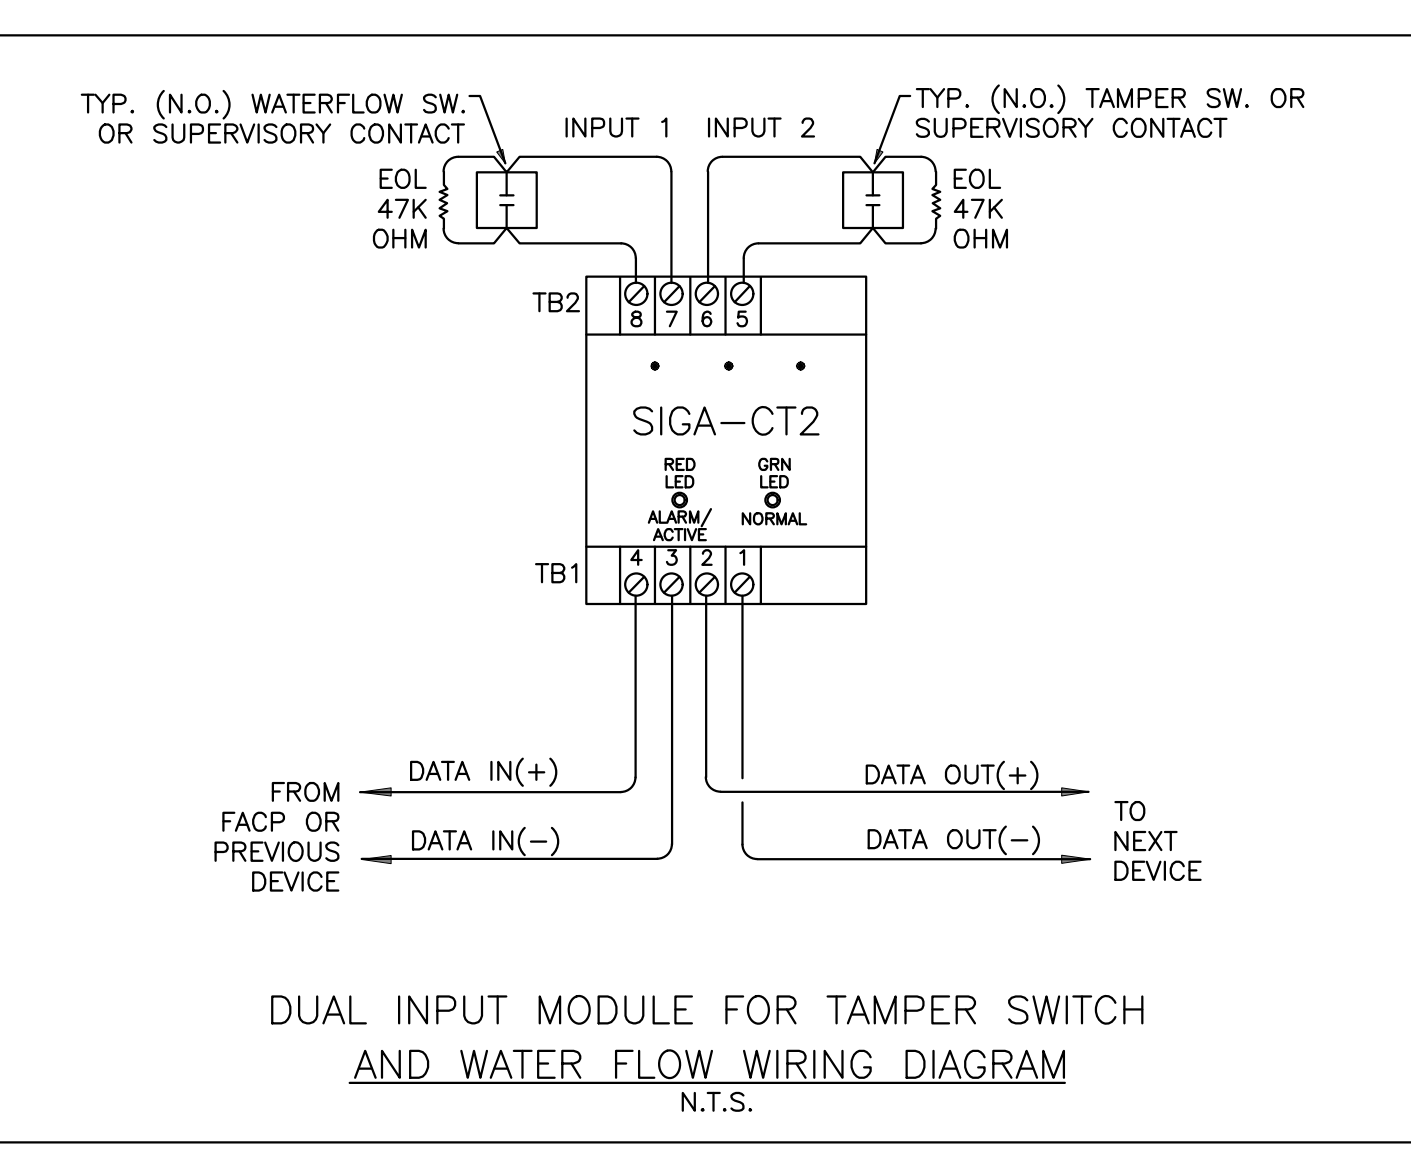 TYP. (N.O.) WATERFLOW SW.
OR SUPERVISORY CONTACT
INPUT 1
INPUT 2
TYP. (N.O.) TAMPER SW. OR
SUPERVISORY CONTACT
EOL
47K
OHM
EOL
47K
OHM
TB2
8 7 6 5
SIGA-CT2
RED
LED
ALARM/
ACTIVE
GRN
LED
NORMAL
TB1
4 3 2 1
DATA IN(+)
DATA IN(-)
FROM
FACP OR
PREVIOUS
DEVICE
DATA OUT(+)
DATA OUT(-)
TO
NEXT
DEVICE
DUAL INPUT MODULE FOR TAMPER SWITCH
AND WATER FLOW WIRING DIAGRAM
N.T.S.